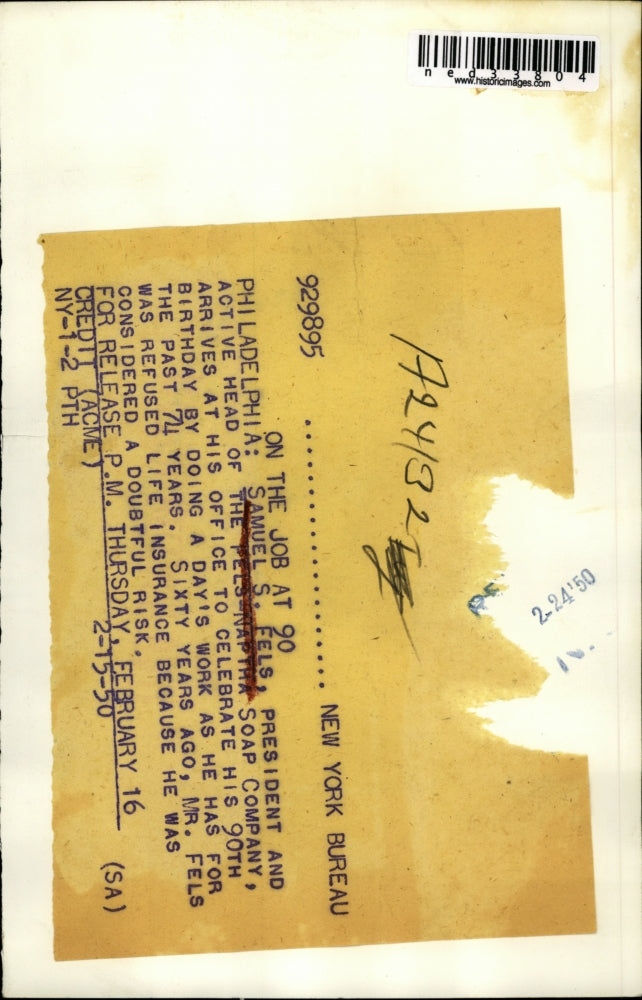 ned33804
www.historicimages.com
2-24'50
929895 .................... NEW YORK BUREAU
ON THE JOB AT 90
PHILADELPHIA: SAMUEL S. FELS, PRESIDENT AND
ACTIVE HEAD OF THE FELS-NAPTHA SOAP COMPANY,
ARRIVES AT HIS OFFICE TO CELEBRATE HIS 90TH
BIRTHDAY BY DOING A DAY'S WORK AS HE HAS FOR
THE PAST 74 YEARS. SIXTY YEARS AGO, MR. FELS
WAS REFUSED LIFE INSURANCE BECAUSE HE WAS
CONSIDERED A DOUBTFUL RISK.
FOR RELEASE P.M. THURSDAY, FEBRUARY 16
CREDIT (ACME) 2-15-50 (SA)
NY-1-2 PTH